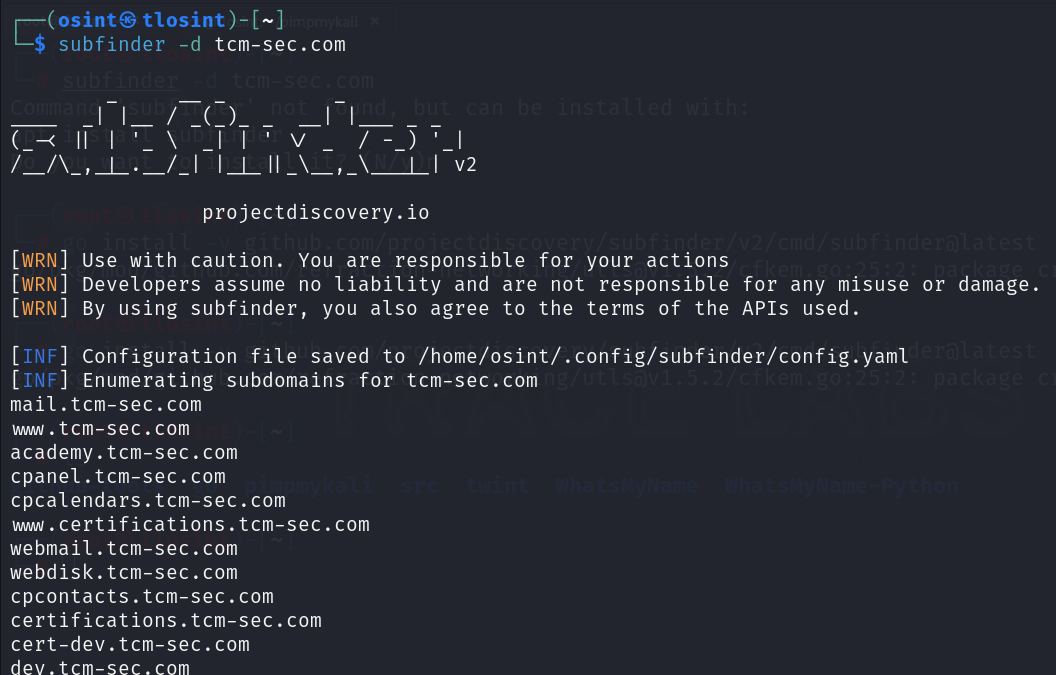 (osint㉿tlosint)-[~]
$ subfinder -d tcm-sec.com
v2
projectdiscovery.io
[WRN] Use with caution. You are responsible for your actions
[WRN] Developers assume no liability and are not responsible for any misuse or damage.
[WRN] By using subfinder, you also agree to the terms of the APIs used.
[INF] Configuration file saved to /home/osint/.config/subfinder/config.yaml
[INF] Enumerating subdomains for tcm-sec.com
mail.tcm-sec.com
www.tcm-sec.com
academy.tcm-sec.com
cpanel.tcm-sec.com
cpcalendars.tcm-sec.com
www.certifications.tcm-sec.com
webmail.tcm-sec.com
webdisk.tcm-sec.com
cpcontacts.tcm-sec.com
certifications.tcm-sec.com
cert-dev.tcm-sec.com
dev.tcm-sec.com